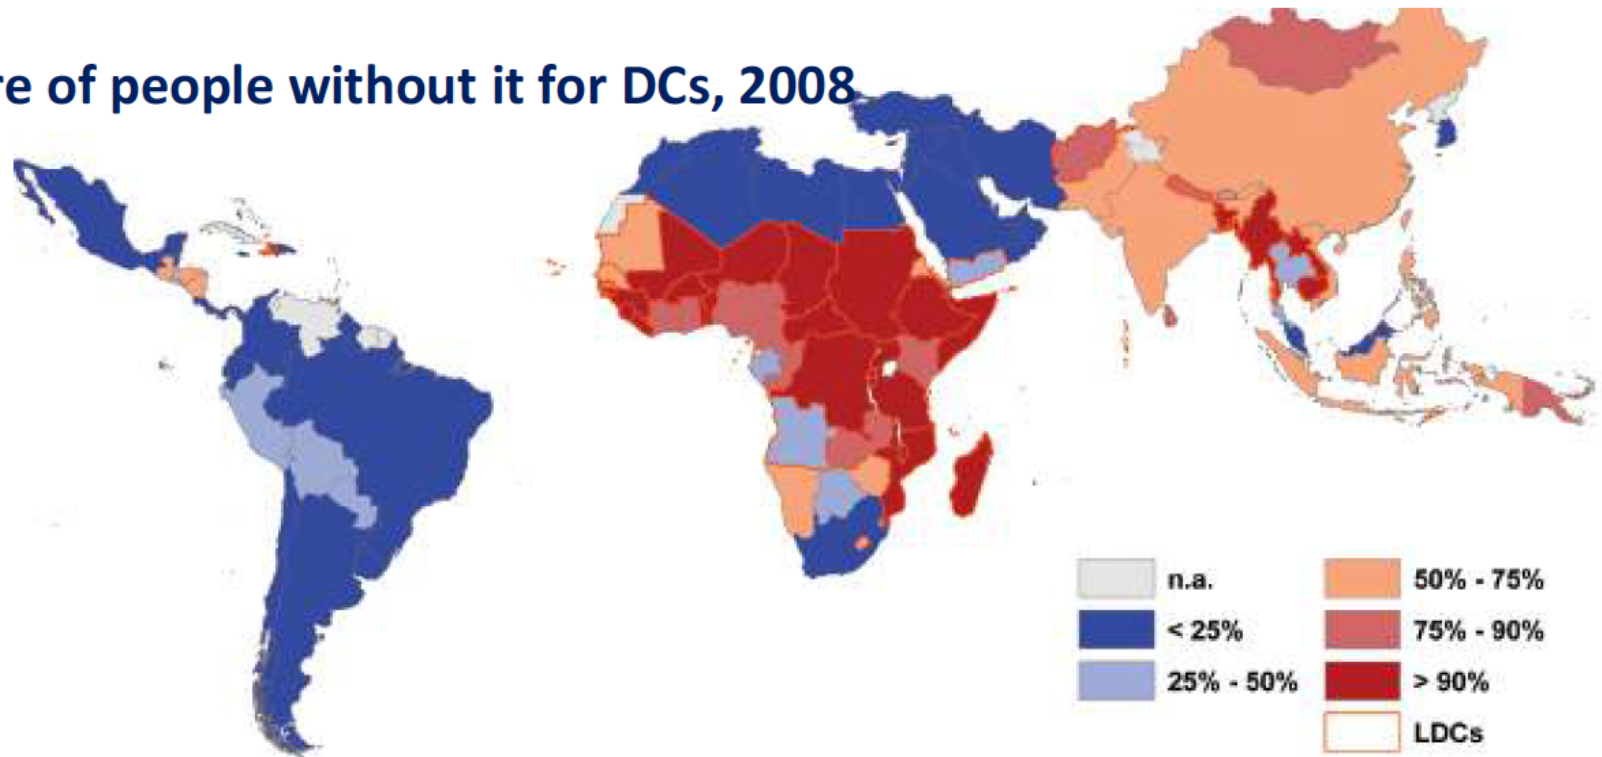 re of people without it for DCs, 2008
n.a.
< 25%
25% - 50%
50% - 75%
75% - 90%
> 90%
LDCs